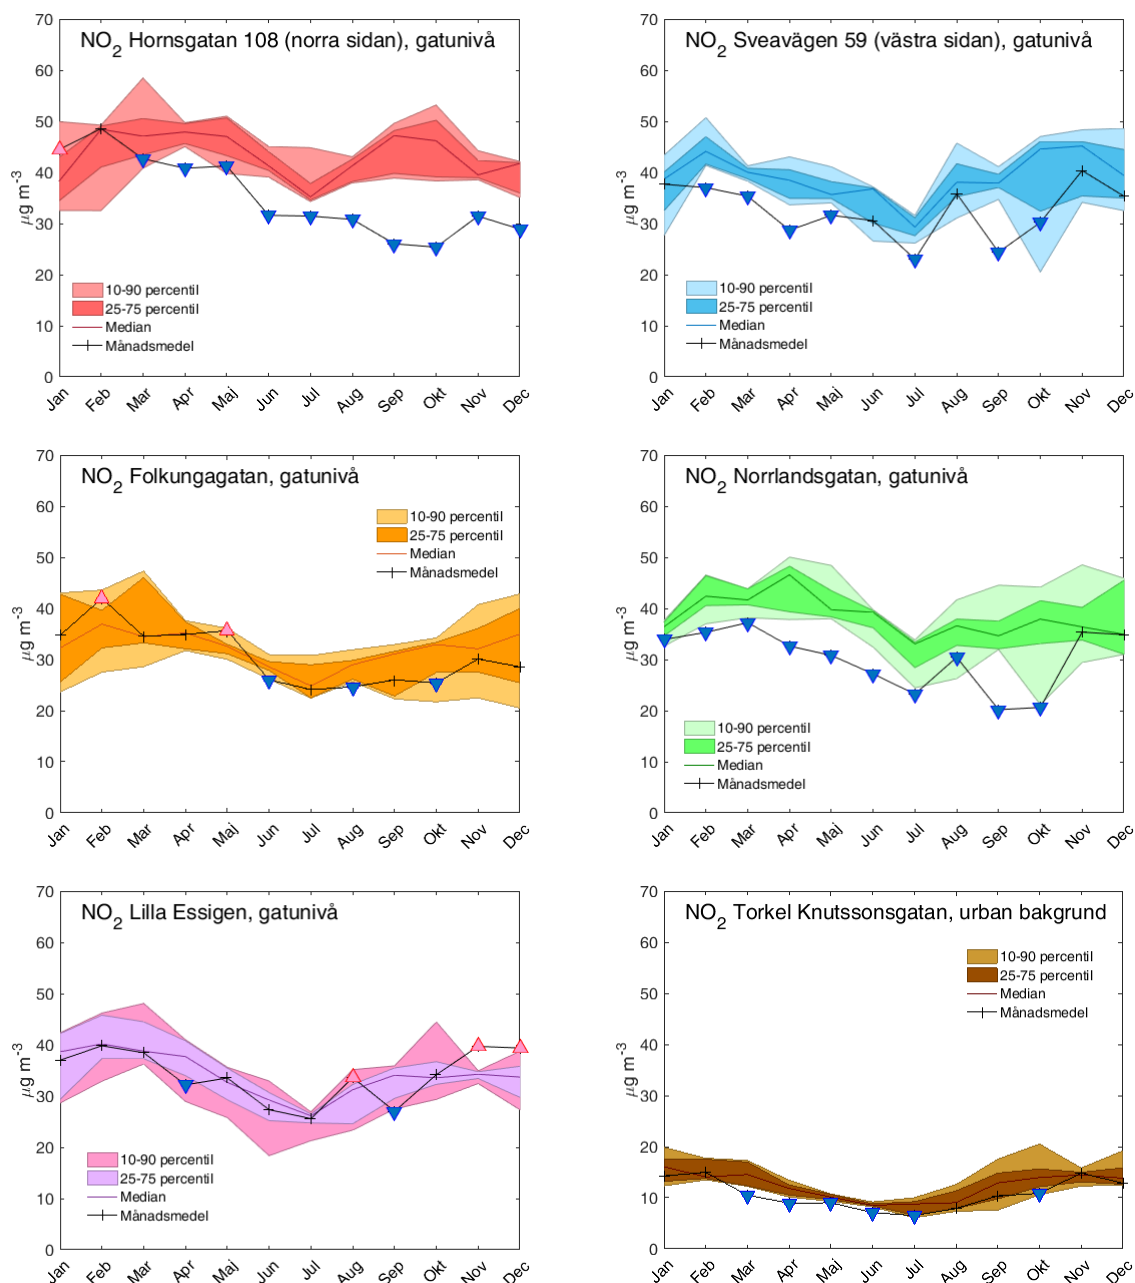 NO2 Hornsgatan 108 (norra sidan), gatunivå
70
60
50
40
30
20
10
0
µg m-3
10-90 percentil
25-75 percentil
Median
Månadsmedel
Jan Feb Mar Apr Maj Jun Jul Aug Sep Okt Nov Dec
NO2 Sveavägen 59 (västra sidan), gatunivå
70
60
50
40
30
20
10
0
µg m-3
10-90 percentil
25-75 percentil
Median
Månadsmedel
Jan Feb Mar Apr Maj Jun Jul Aug Sep Okt Nov Dec
NO2 Folkungagatan, gatunivå
70
60
50
40
30
20
10
0
µg m-3
10-90 percentil
25-75 percentil
Median
Månadsmedel
Jan Feb Mar Apr Maj Jun Jul Aug Sep Okt Nov Dec
NO2 Norrlandsgatan, gatunivå
70
60
50
40
30
20
10
0
µg m-3
10-90 percentil
25-75 percentil
Median
Månadsmedel
Jan Feb Mar Apr Maj Jun Jul Aug Sep Okt Nov Dec
NO2 Lilla Essigen, gatunivå
70
60
50
40
30
20
10
0
µg m-3
10-90 percentil
25-75 percentil
Median
Månadsmedel
Jan Feb Mar Apr Maj Jun Jul Aug Sep Okt Nov Dec
NO2 Torkel Knutssonsgatan, urban bakgrund
70
60
50
40
30
20
10
0
µg m-3
10-90 percentil
25-75 percentil
Median
Månadsmedel
Jan Feb Mar Apr Maj Jun Jul Aug Sep Okt Nov Dec